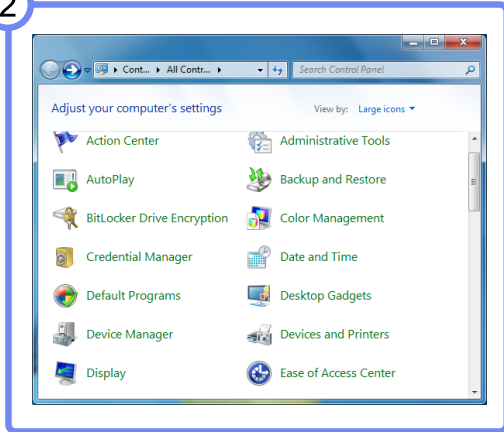 2
Cont... All Contr...
Search Control Panel
Adjust your computer's settings
View by: Large icons
Action Center
Administrative Tools
AutoPlay
Backup and Restore
BitLocker Drive Encryption
Color Management
Credential Manager
Date and Time
Default Programs
Desktop Gadgets
Device Manager
Devices and Printers
Display
Ease of Access Center